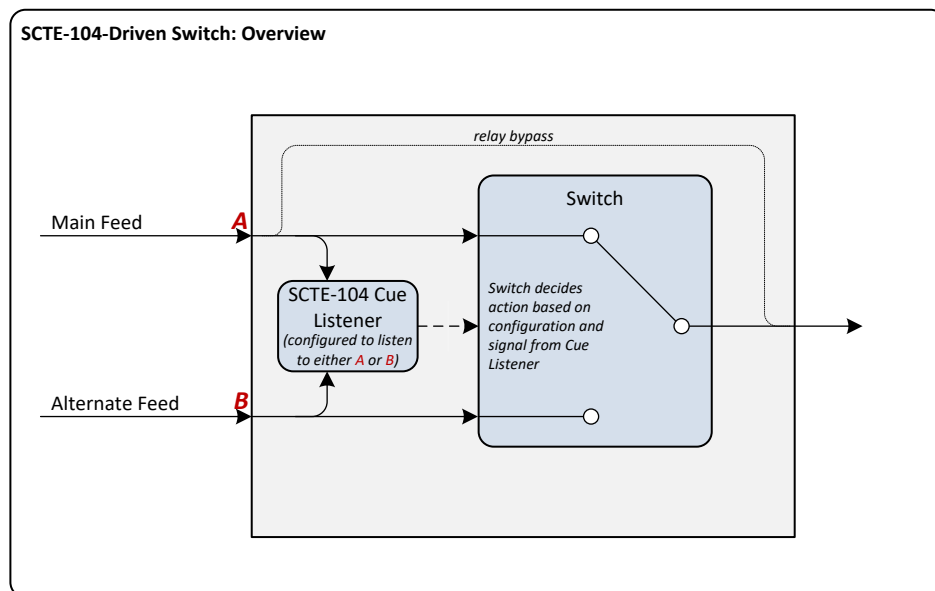 SCTE-104-Driven Switch: Overview
relay bypass
Switch
Main Feed
A
SCTE-104 Cue
Listener
(configured to listen
to either A or B)
Switch decides
action based on
configuration and
signal from Cue
Listener
Alternate Feed
B